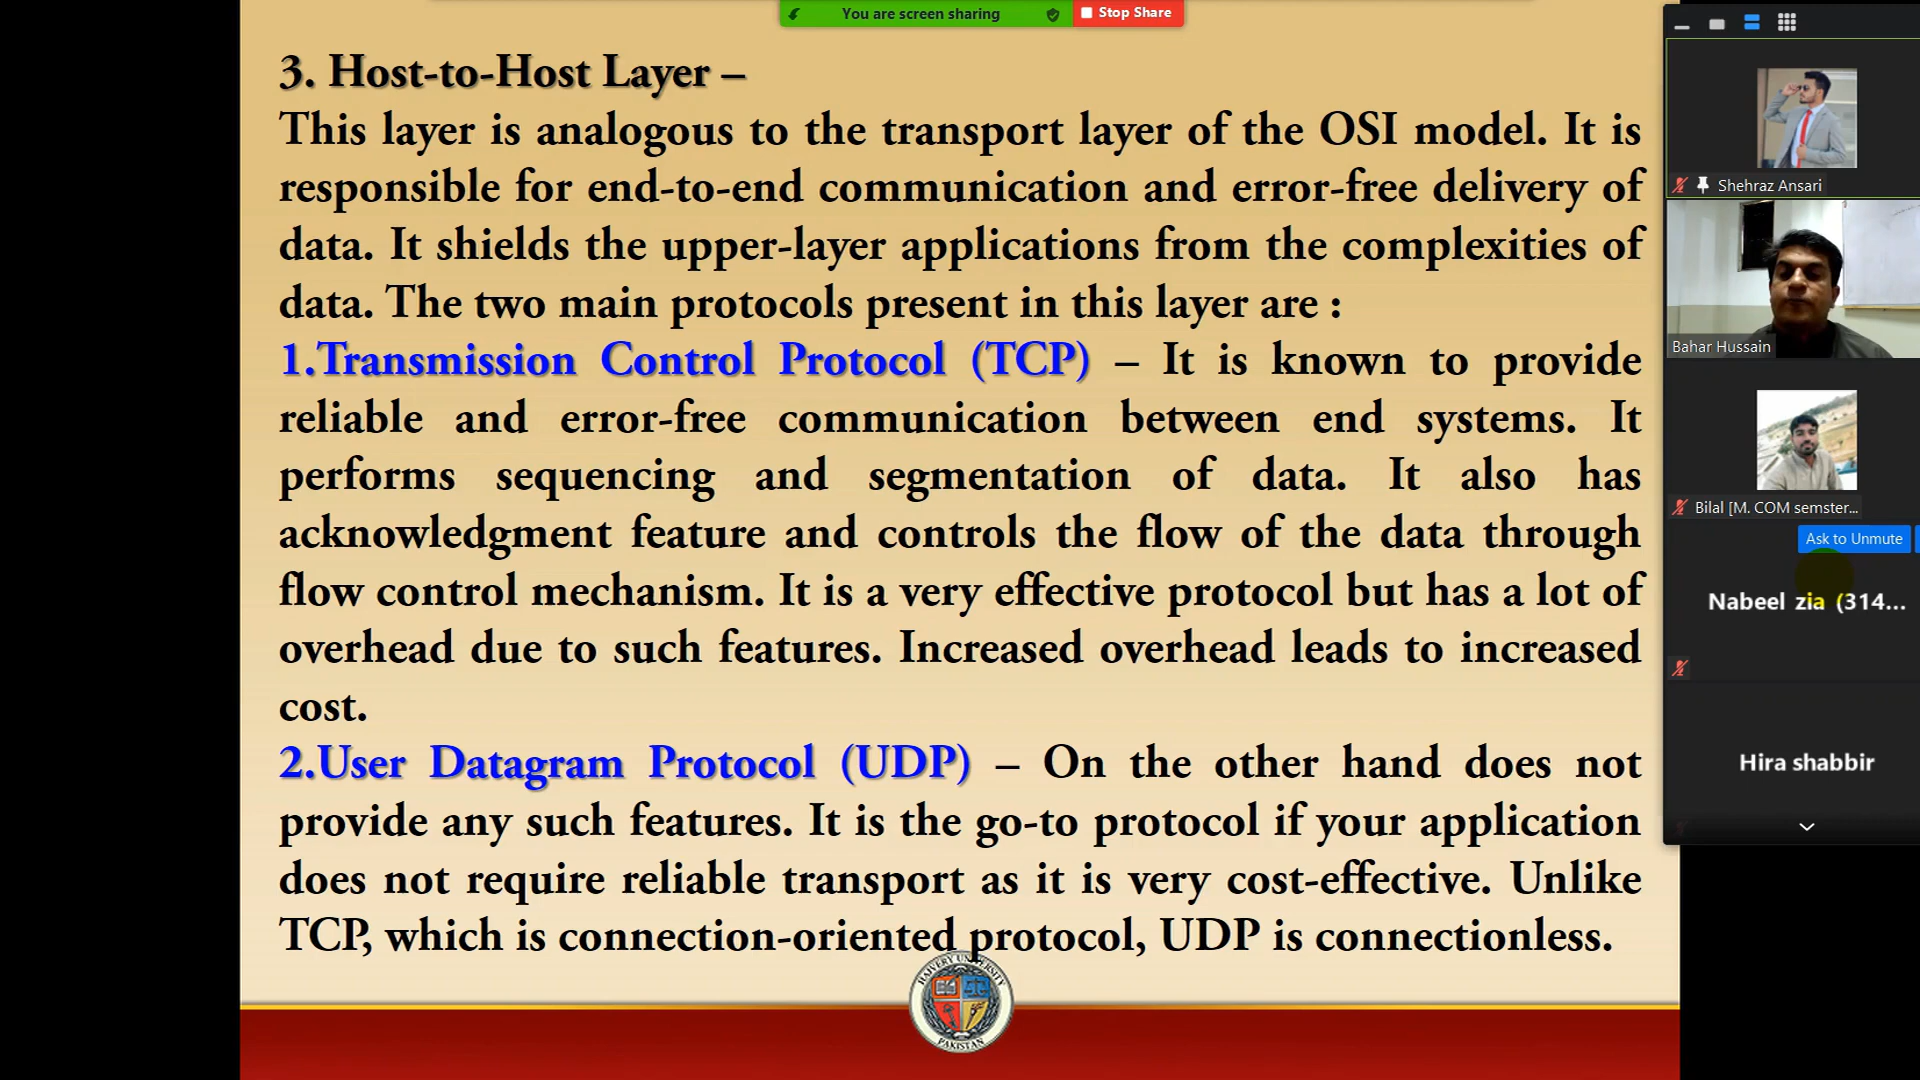 You are screen sharing
Stop Share
3. Host-to-Host Layer –
This layer is analogous to the transport layer of the OSI model. It is
responsible for end-to-end communication and error-free delivery of
data. It shields the upper-layer applications from the complexities of
data. The two main protocols present in this layer are :
1.Transmission Control Protocol (TCP) – It is known to provide
reliable and error-free communication between end systems. It
performs sequencing and segmentation of data. It also has
acknowledgment feature and controls the flow of the data through
flow control mechanism. It is a very effective protocol but has a lot of
overhead due to such features. Increased overhead leads to increased
cost.
2.User Datagram Protocol (UDP) – On the other hand does not
provide any such features. It is the go-to protocol if your application
does not require reliable transport as it is very cost-effective. Unlike
TCP, which is connection-oriented protocol, UDP is connectionless.
PAKISTAN
Shehraz Ansari
Bahar Hussain
Bilal [M. COM semster...
Ask to Unmute
Nabeel zia (314...
Hira shabbir